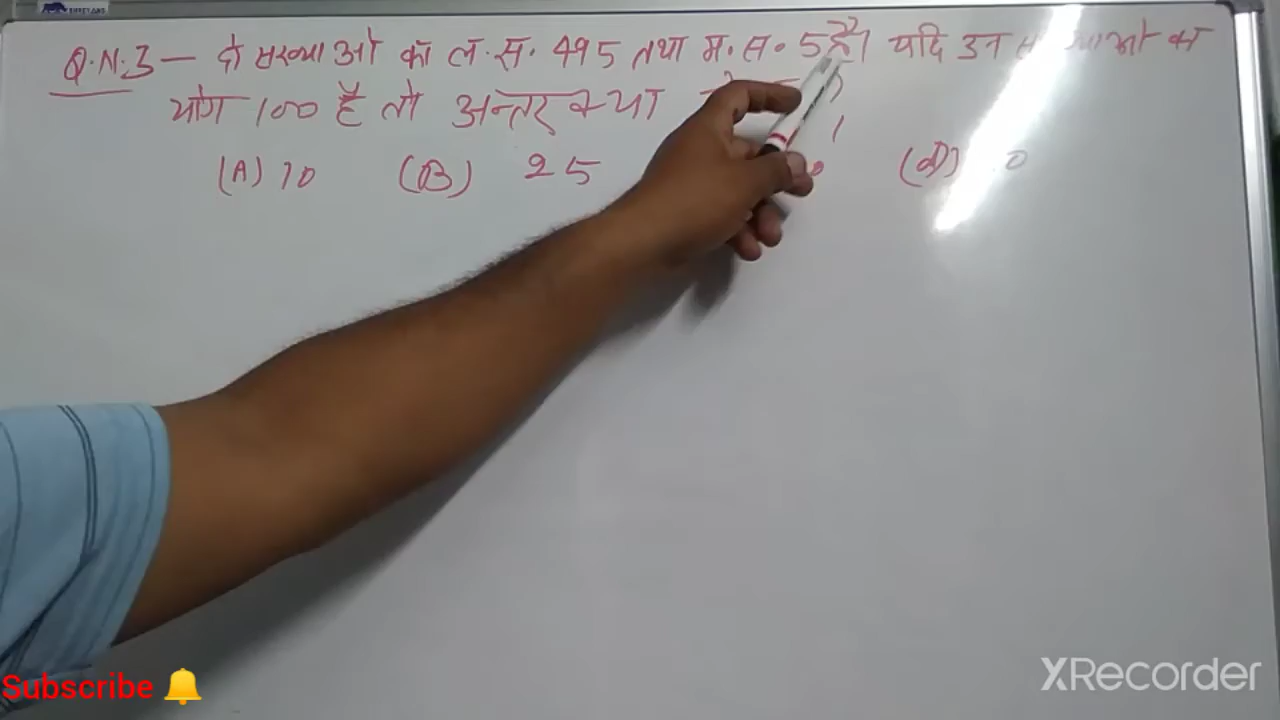 Q.N.3 — दो संख्याओ को ल.स. 495 तथा म.स. 5 है। यदि उन का
योग 100 है तो अन्तर क्या
(A) 10 (B) 25 (d)
Subscribe
XRecorder